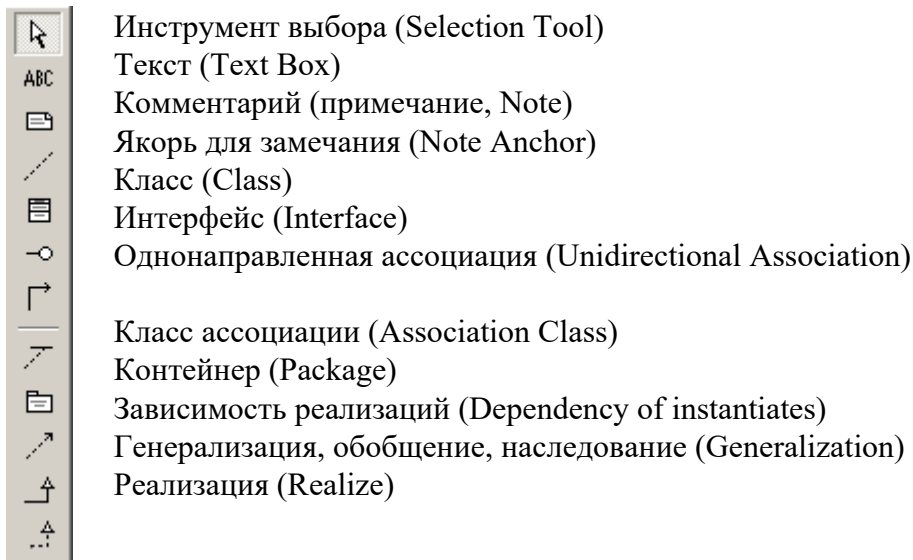 Инструмент выбора (Selection Tool)
ABC
Текст (Text Box)
Комментарий (примечание, Note)
Якорь для замечания (Note Anchor)
Класс (Class)
Интерфейс (Interface)
Однонаправленная ассоциация (Unidirectional Association)
Класс ассоциации (Association Class)
Контейнер (Package)
Зависимость реализаций (Dependency of instantiates)
Генерализация, обобщение, наследование (Generalization)
Реализация (Realize)